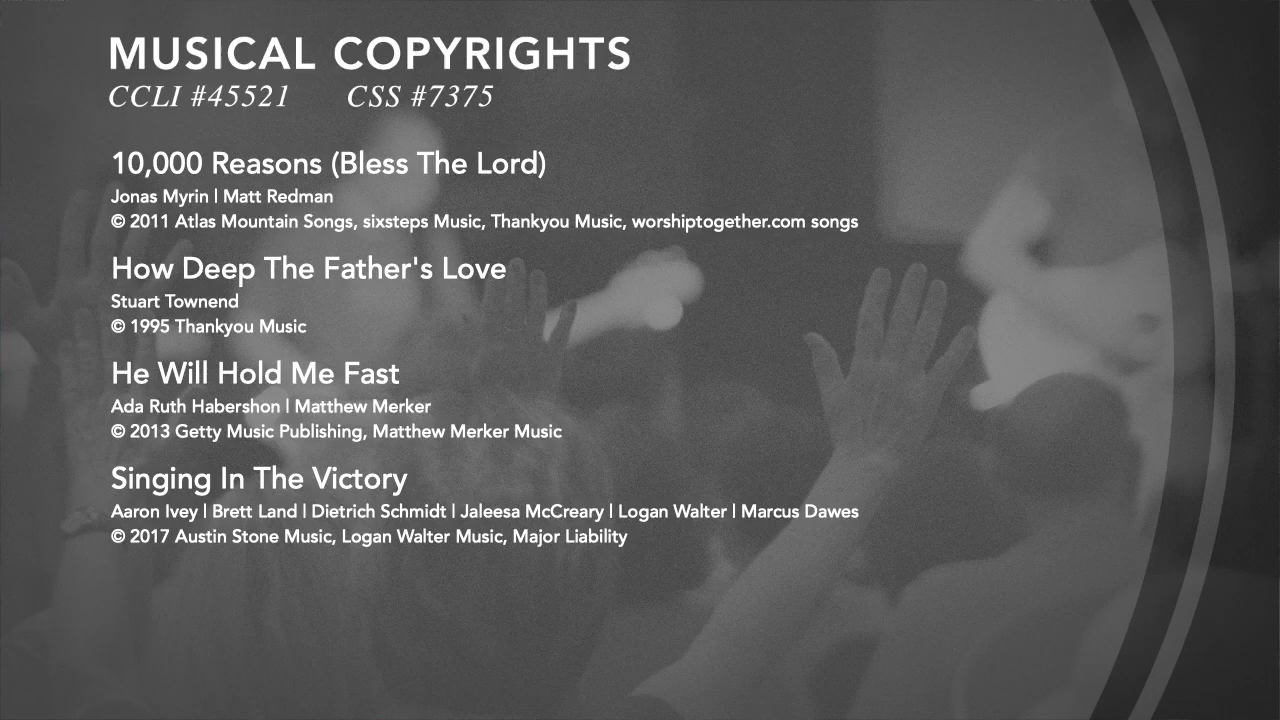 MUSICAL COPYRIGHTS
CCLI #45521 CSS #7375
10,000 Reasons (Bless The Lord)
Jonas Myrin | Matt Redman
© 2011 Atlas Mountain Songs, sixsteps Music, Thankyou Music, worshiptogether.com songs
How Deep The Father's Love
Stuart Townend
© 1995 Thankyou Music
He Will Hold Me Fast
Ada Ruth Habershon | Matthew Merker
© 2013 Getty Music Publishing, Matthew Merker Music
Singing In The Victory
Aaron Ivey | Brett Land | Dietrich Schmidt | Jaleesa McCreary | Logan Walter | Marcus Dawes
© 2017 Austin Stone Music, Logan Walter Music, Major Liability